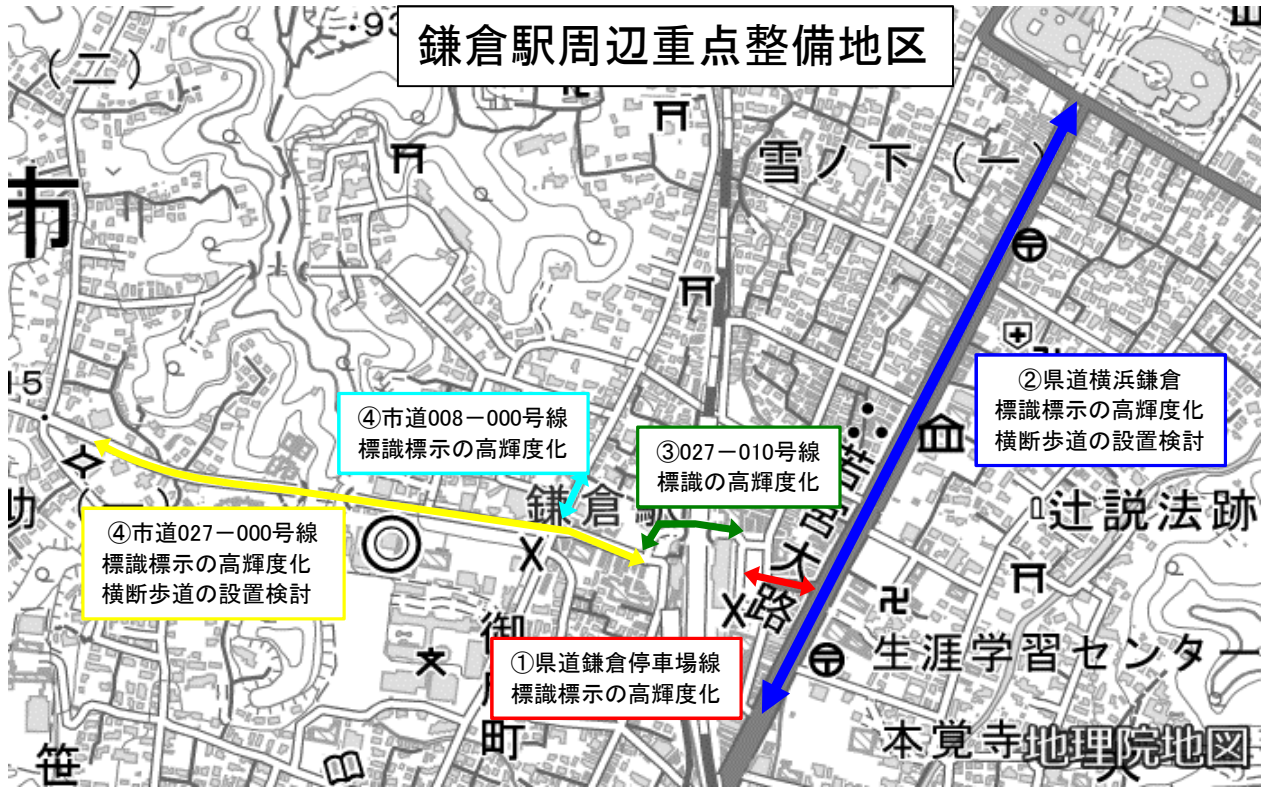 鎌倉駅周辺重点整備地区
93
（二）
雪ノ下（一）
市
15
②県道横浜鎌倉
標識標示の高輝度化
横断歩道の設置検討
④市道008－000号線
標識標示の高輝度化
③027－010号線
標識の高輝度化
鎌倉駅
若宮大路
辻説法跡
助（一）
④市道027－000号線
標識標示の高輝度化
横断歩道の設置検討
御成町
①県道鎌倉停車場線
標識標示の高輝度化
生涯学習センター
本覚寺
大
地理院地図
笹